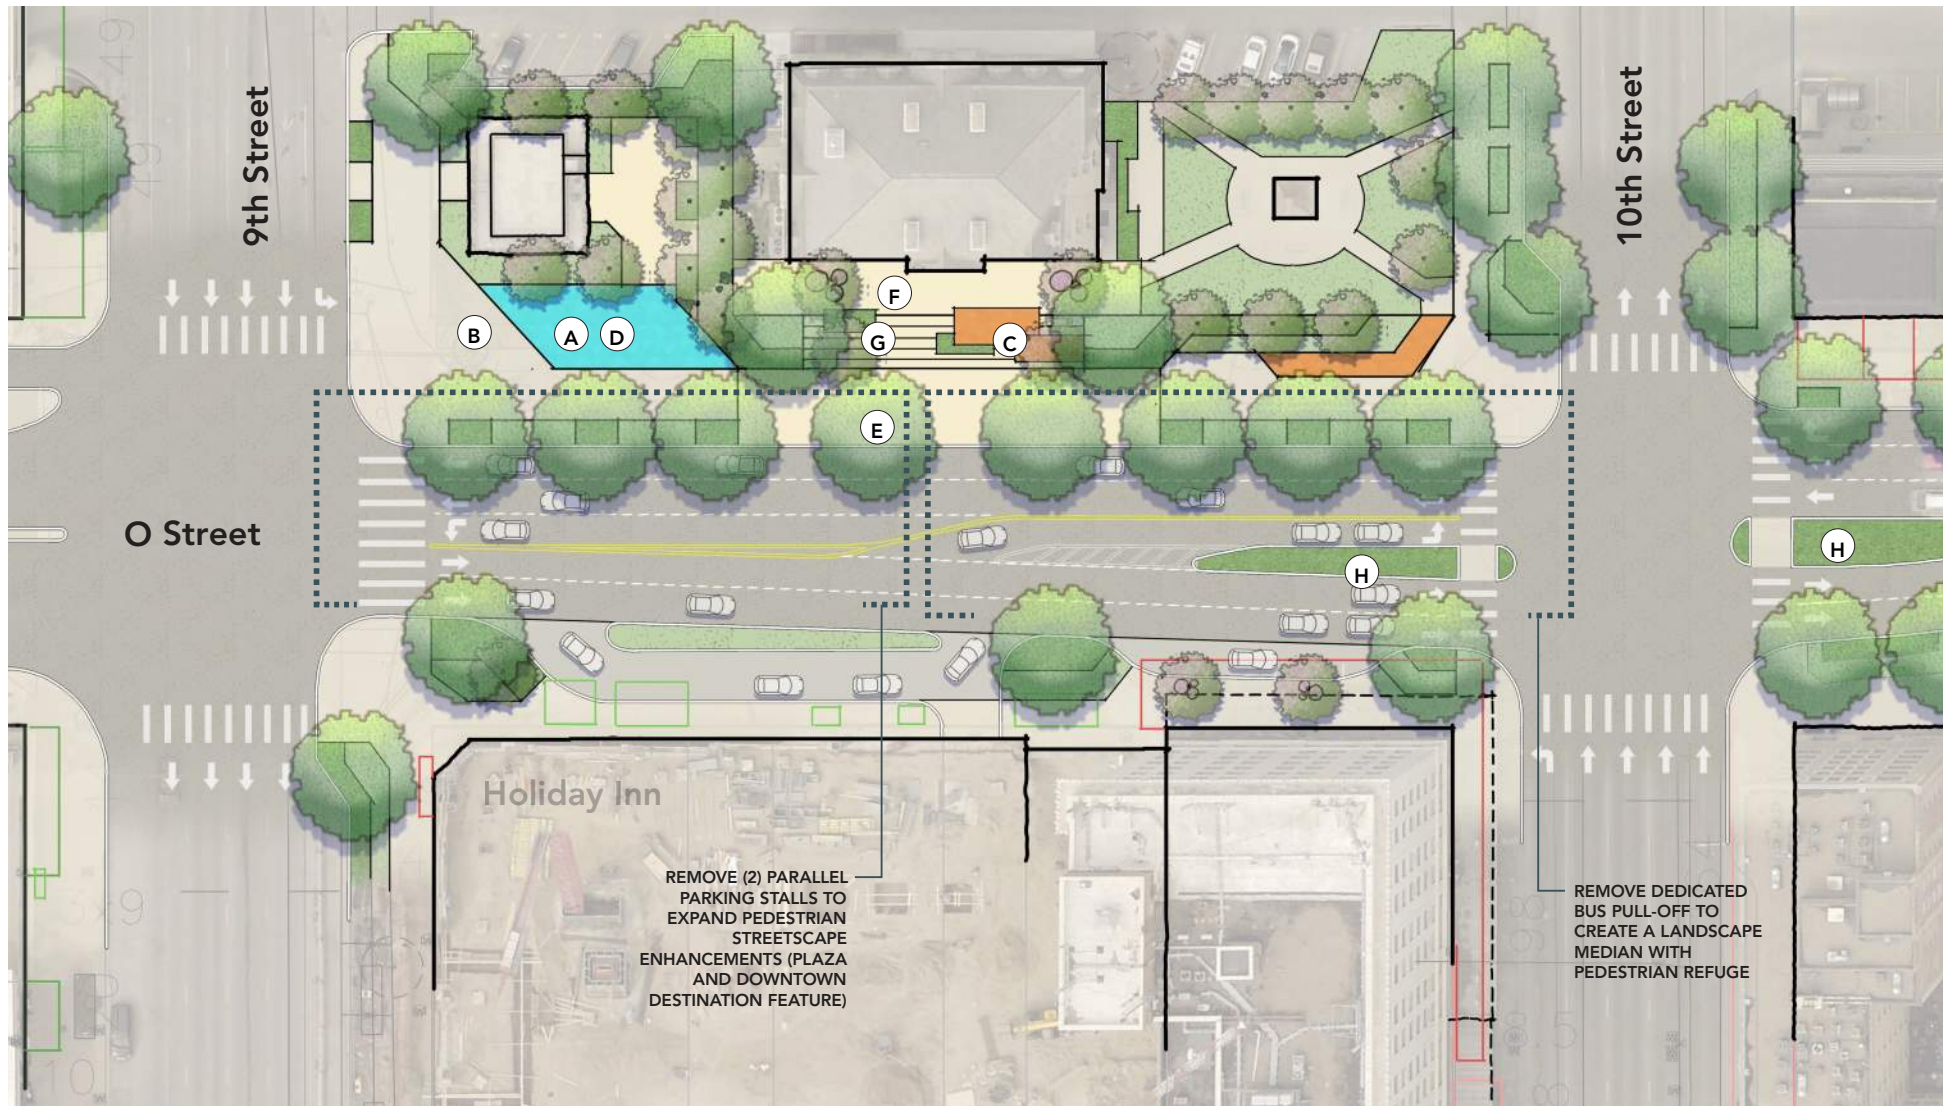 9th Street
10th Street
F
B
A
D
G
C
E
O Street
H
H
Holiday Inn
REMOVE (2) PARALLEL
PARKING STALLS TO
EXPAND PEDESTRIAN
STREETSCAPE
ENHANCEMENTS (PLAZA
AND DOWNTOWN
DESTINATION FEATURE)
REMOVE DEDICATED
BUS PULL-OFF TO
CREATE A LANDSCAPE
MEDIAN WITH
PEDESTRIAN REFUGE